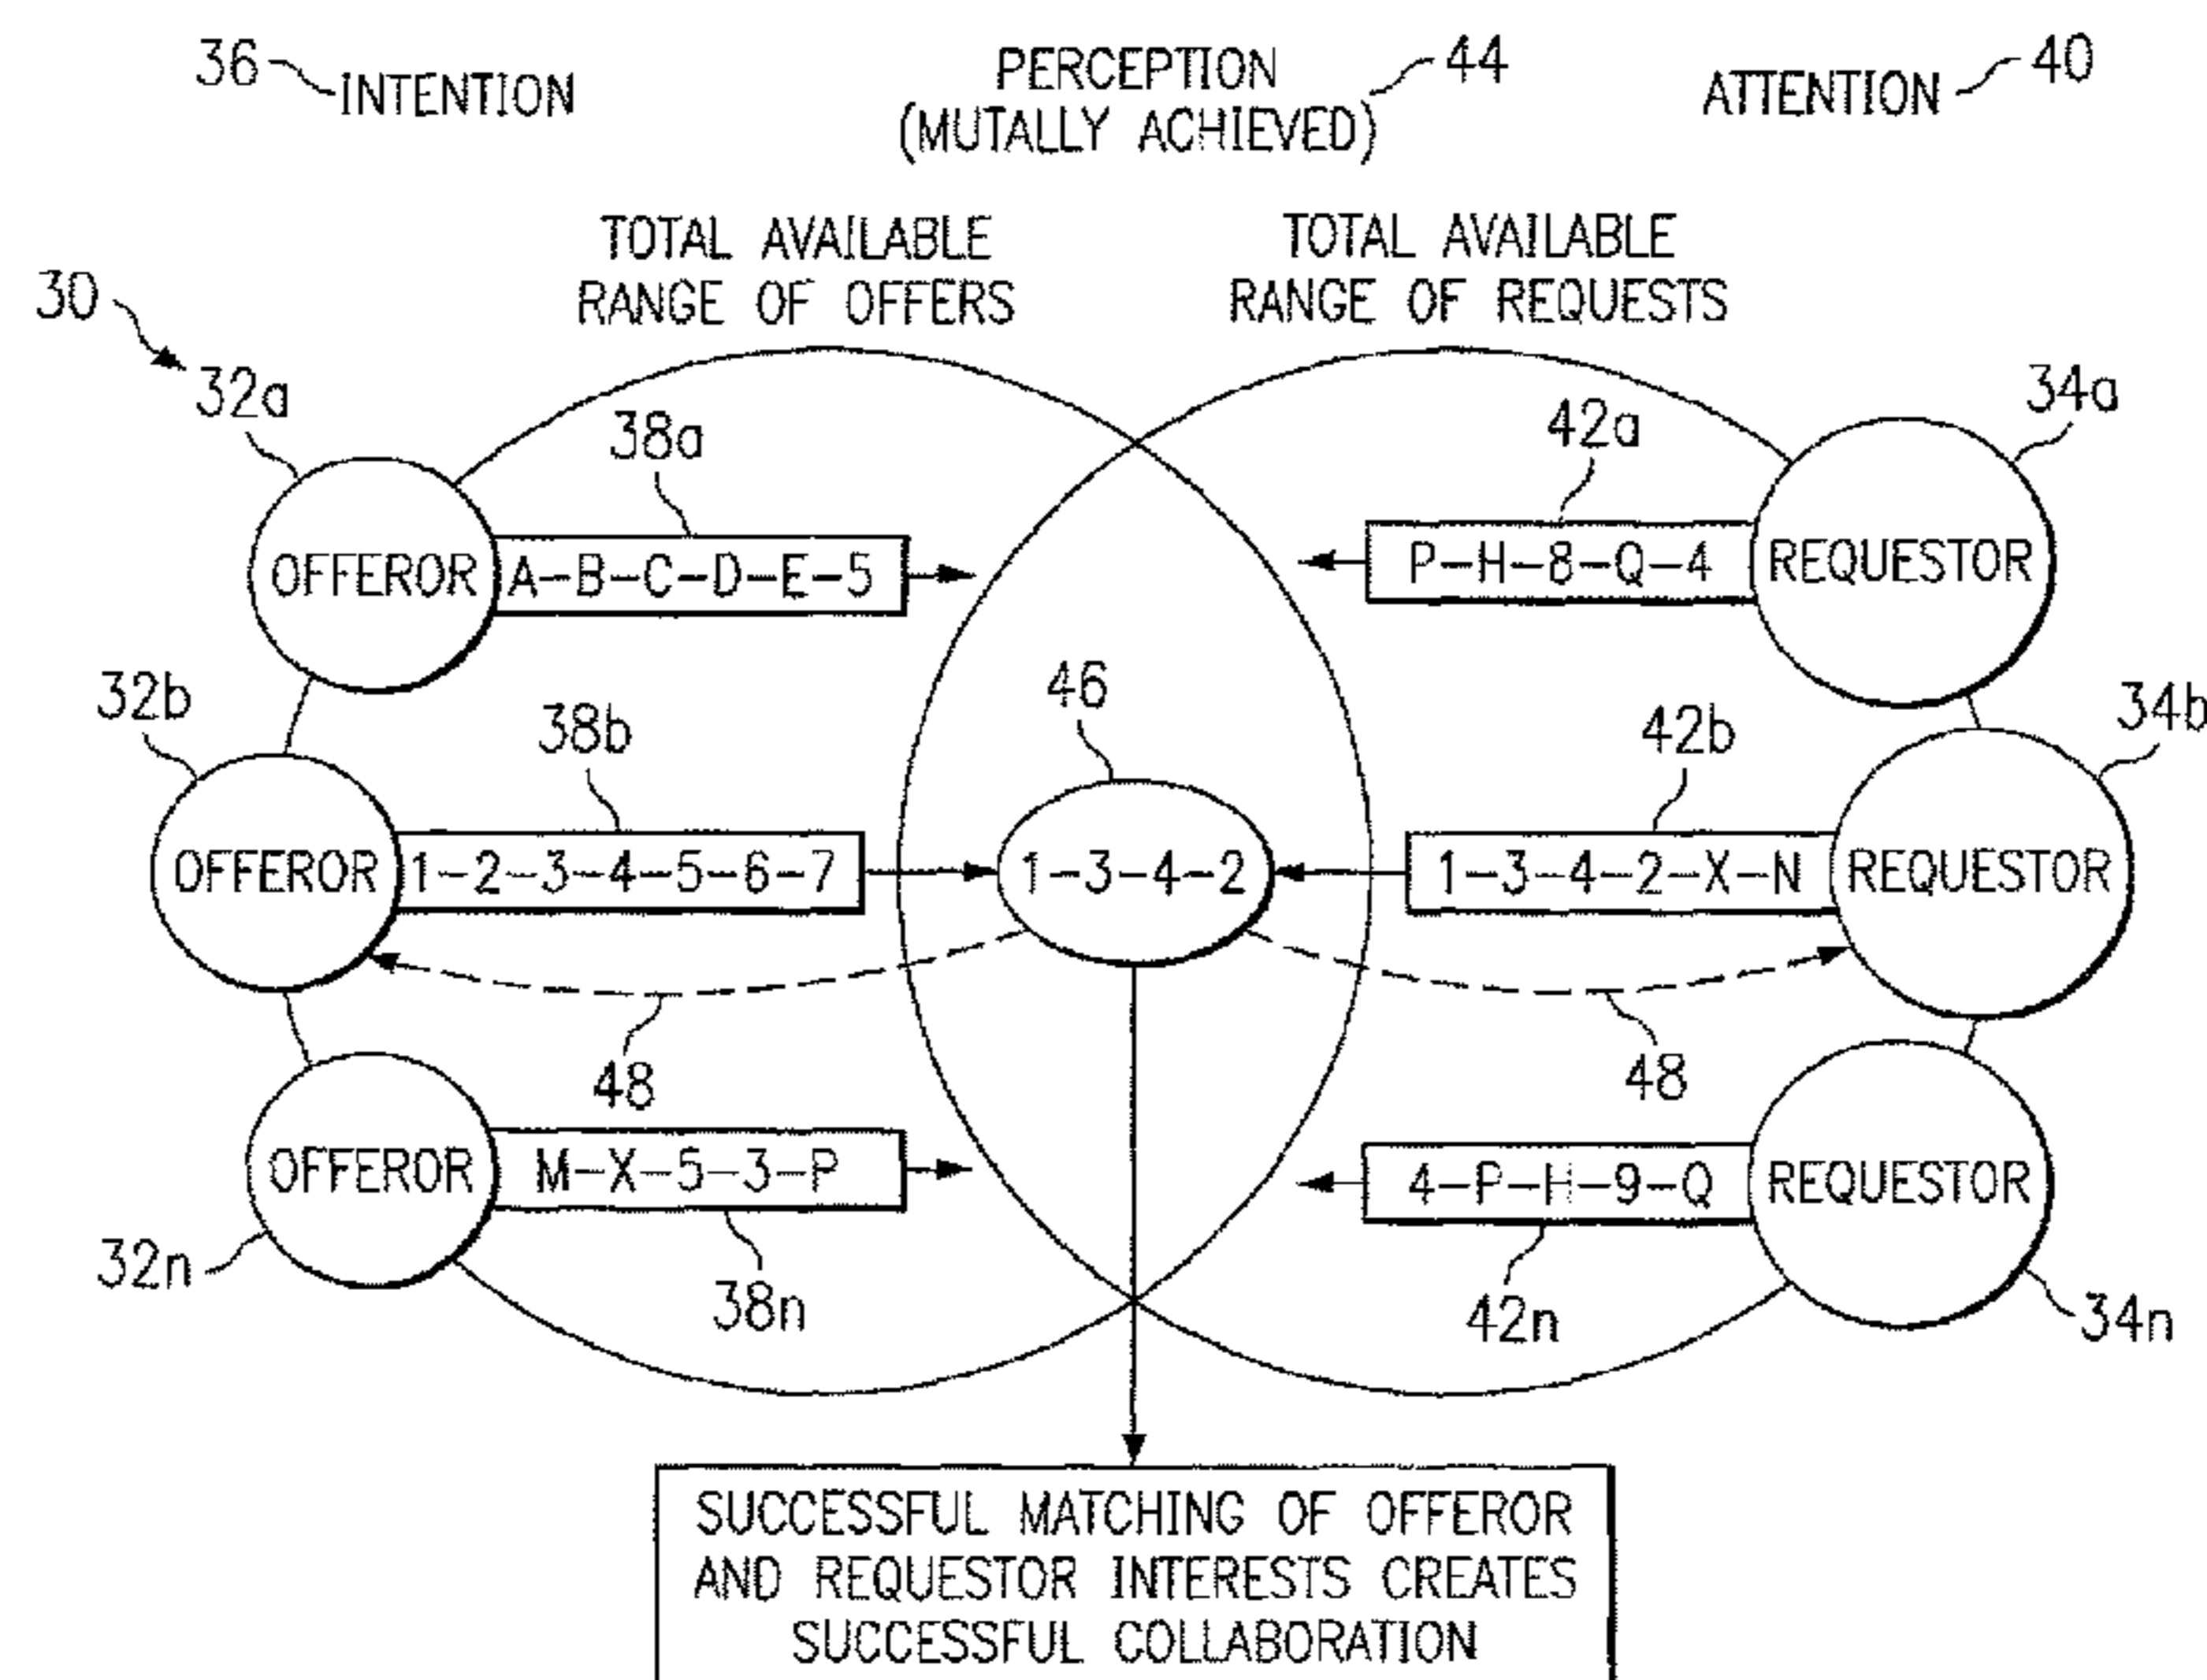 36 INTENTION
PERCEPTION 44
(MUTALLY ACHIEVED)
ATTENTION 40
TOTAL AVAILABLE
RANGE OF OFFERS
TOTAL AVAILABLE
RANGE OF REQUESTS
30
32a
38a
42a
34a
OFFEROR A-B-C-D-E-5
P-H-8-Q-4 REQUESTOR
32b
38b
46
42b
34b
OFFEROR 1-2-3-4-5-6-7
1-3-4-2
1-3-4-2-X-N REQUESTOR
48
48
OFFEROR M-X-5-3-P
4-P-H-9-Q REQUESTOR
32n
38n
42n
34n
SUCCESSFUL MATCHING OF OFFEROR
AND REQUESTOR INTERESTS CREATES
SUCCESSFUL COLLABORATION